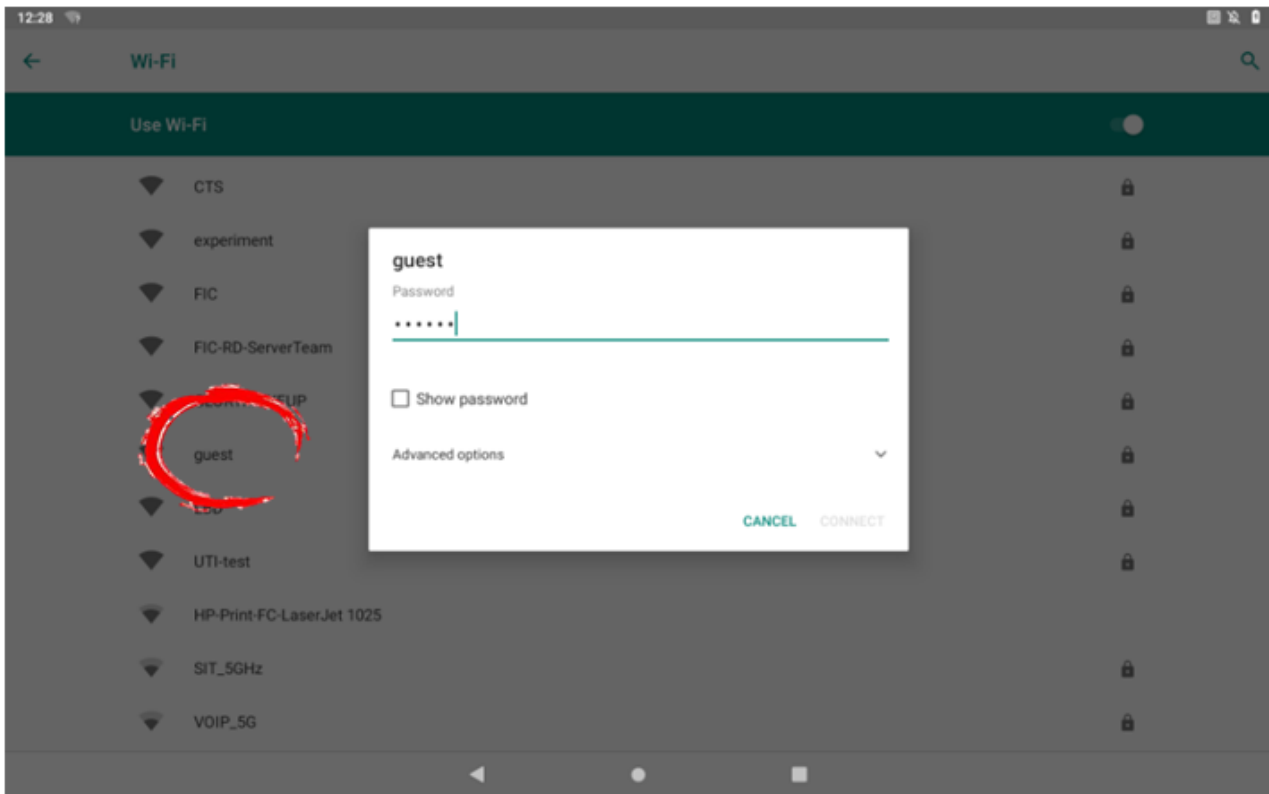 12:28
Wi-Fi
Use Wi-Fi
CTS
experiment
FIC
FIC-RD-ServerTeam
guest
UTI-test
HP-Print-FC-LaserJet 1025
SIT_5GHz
VOIP_5G
guest
Password
••••••
Show password
Advanced options
CANCEL CONNECT